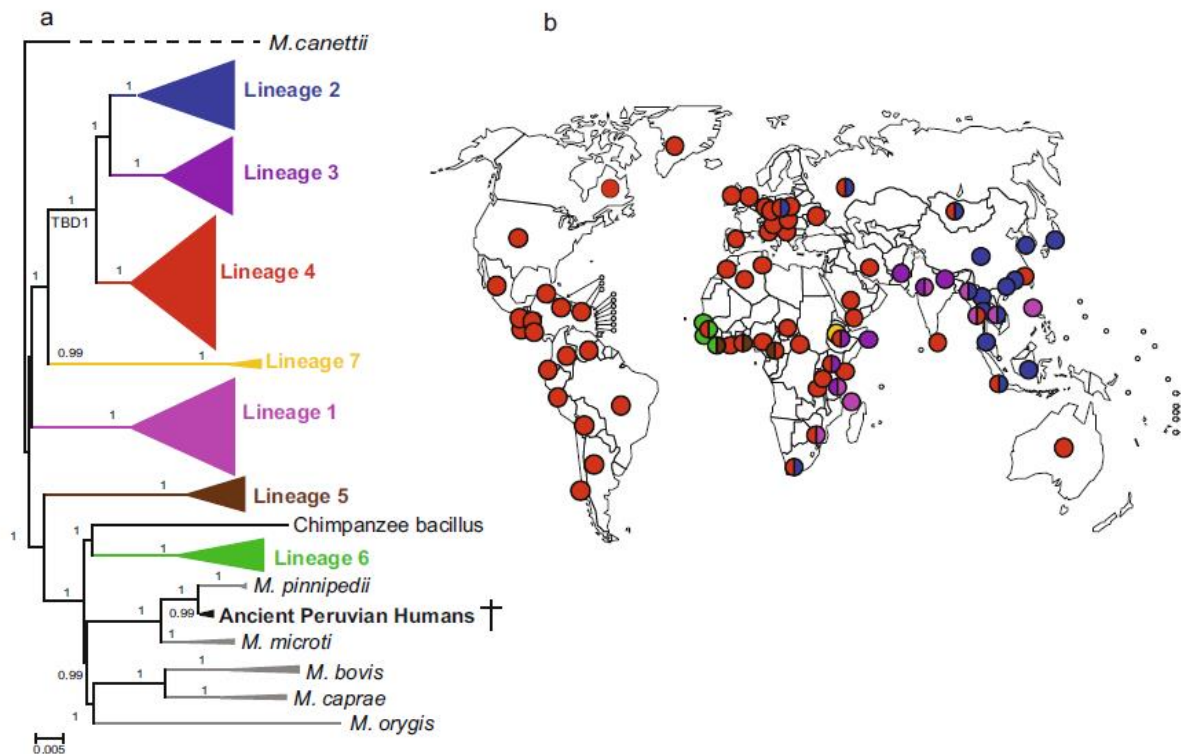 a
b
M.canettii
1
Lineage 2
1
1
Lineage 3
1
TBD1
1
Lineage 4
1
0.99
1
Lineage 7
1
Lineage 1
1
Lineage 5
Chimpanzee bacillus
1
1
Lineage 6
1
1
M. pinnipedii
1
0.99
Ancient Peruvian Humans †
1
M. microti
1
0.99
M. bovis
1
1
M. caprae
1
M. orygis
0.005